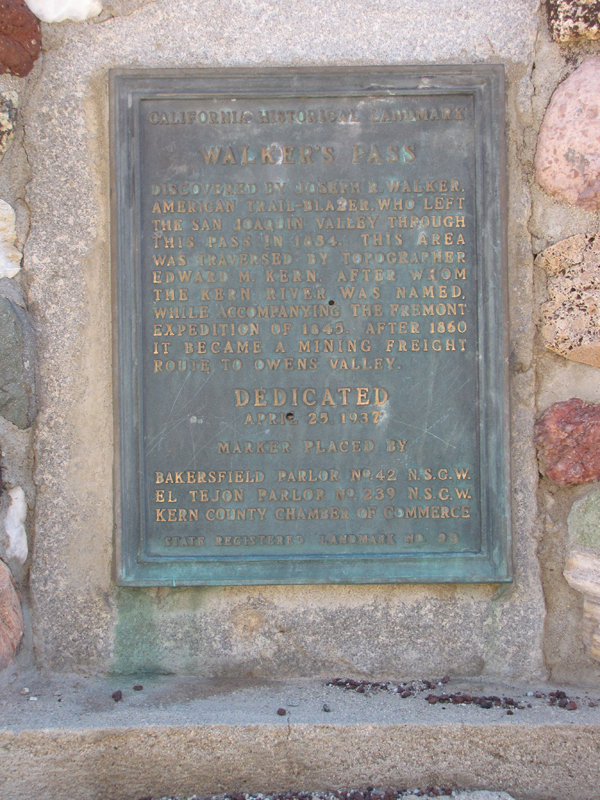 CALIFORNIA HISTORICAL LANDMARK
WALKER'S PASS
DISCOVERED BY JOSEPH R. WALKER,
AMERICAN TRAIL-BLAZER, WHO LEFT
THE SAN JOAQUIN VALLEY THROUGH
THIS PASS IN 1834. THIS AREA
WAS TRAVERSED BY TOPOGRAPHER
EDWARD M. KERN, AFTER WHOM
THE KERN RIVER WAS NAMED,
WHILE ACCOMPANYING THE FREMONT
EXPEDITION OF 1845. AFTER 1860
IT BECAME A MINING FREIGHT
ROUTE TO OWENS VALLEY.
DEDICATED
APRIL 25, 1937
MARKER PLACED BY
BAKERSFIELD PARLOR NO. 42 N.S.G.W.
EL TEJON PARLOR NO. 239 N.S.G.W.
KERN COUNTY CHAMBER OF COMMERCE
STATE REGISTERED LANDMARK NO.